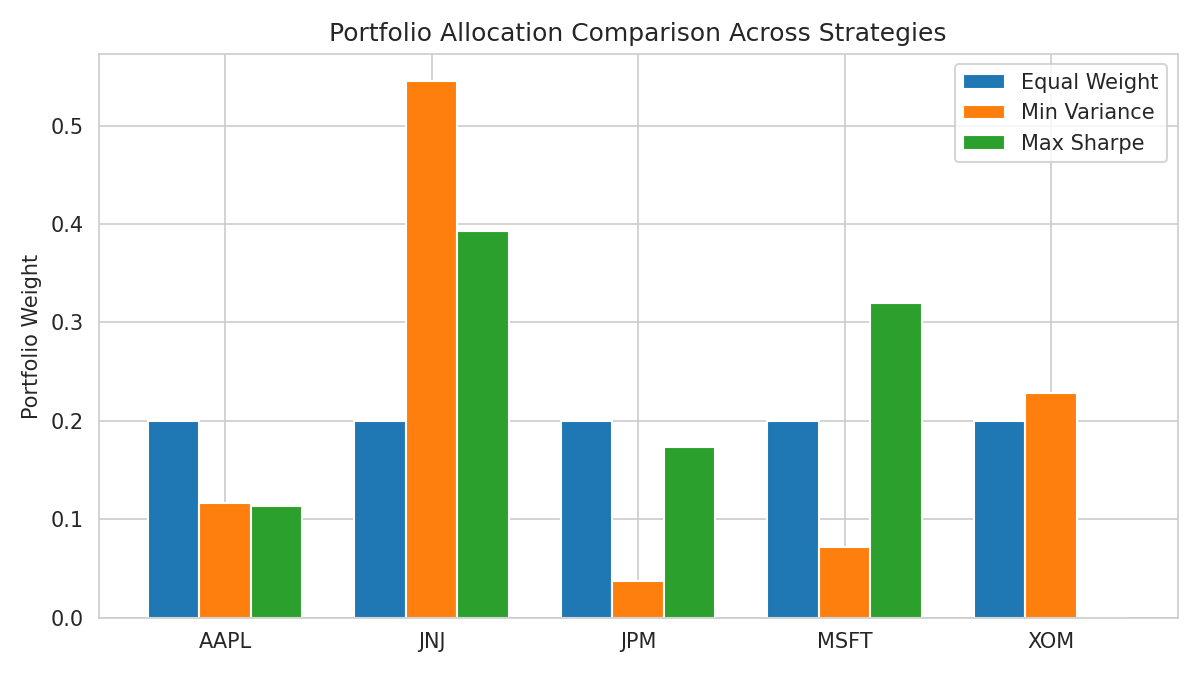 Portfolio Allocation Comparison Across Strategies
Equal Weight
Min Variance
Max Sharpe
Portfolio Weight
0.5
0.4
0.3
0.2
0.1
0.0
AAPL JNJ JPM MSFT XOM